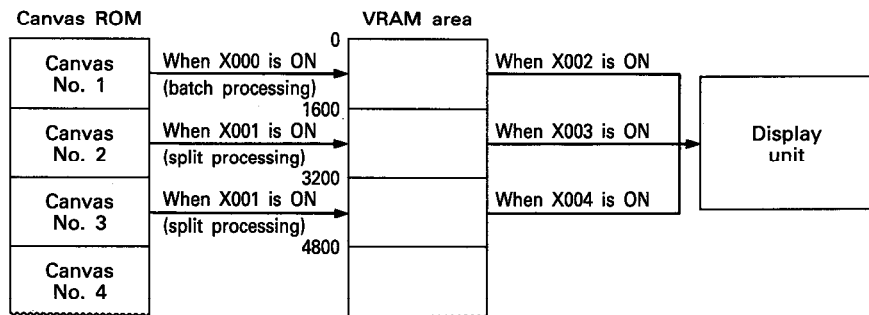 Canvas ROM
VRAM area
0
Canvas
No. 1
When X000 is ON
(batch processing)
When X002 is ON
1600
Canvas
No. 2
When X001 is ON
(split processing)
When X003 is ON
Display
unit
3200
Canvas
No. 3
When X001 is ON
(split processing)
When X004 is ON
4800
Canvas
No. 4